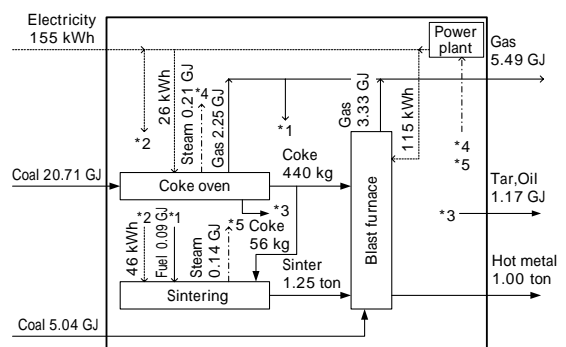 Electricity
155 kWh
Power
plant
Gas
5.49 GJ
26 kWh
Steam 0.21 GJ
*4
Gas 2.25 GJ
Gas
3.33 GJ
115 kWh
*2
*1
*4
*5
Coal 20.71 GJ
Coke oven
Coke
440 kg
Tar,Oil
1.17 GJ
*3
*3
*2
*1
*5
Coke
56 kg
46 kWh
Fuel 0.09 GJ
Steam
0.14 GJ
Blast furnace
Sinter
1.25 ton
Hot metal
1.00 ton
Sintering
Coal 5.04 GJ